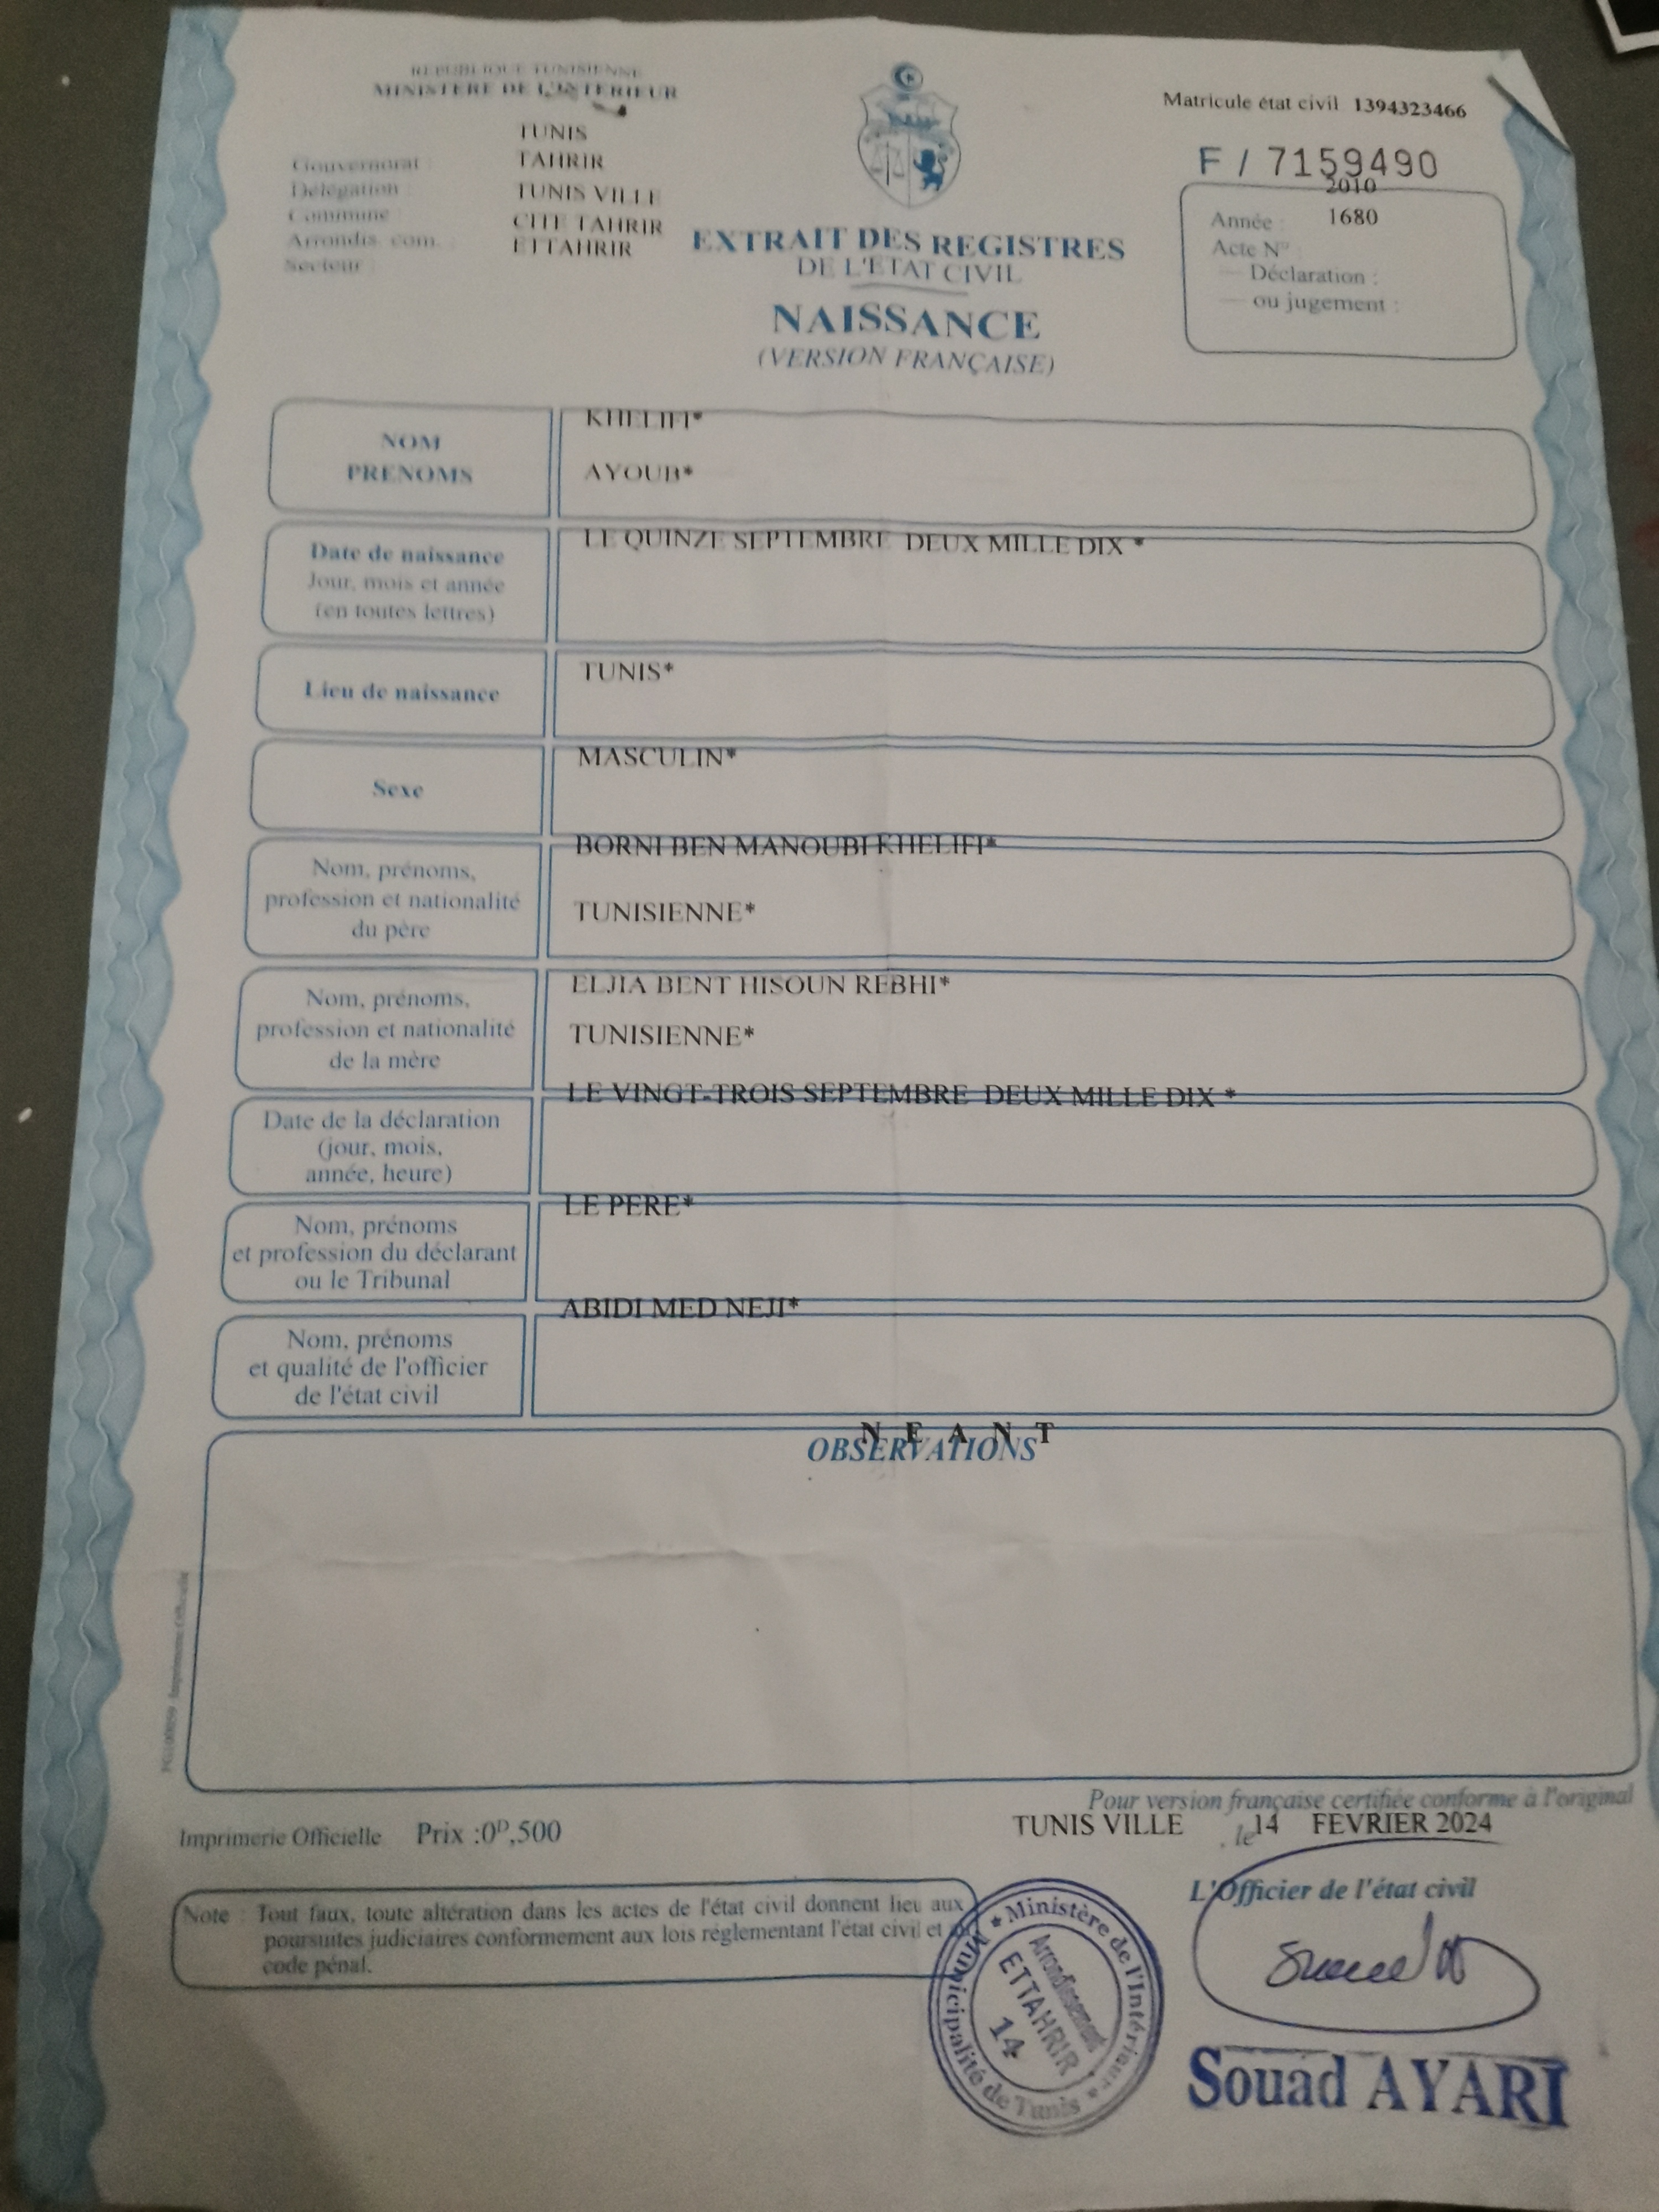 REPUBLIQUE TUNISIENNE
MINISTERE DE L'INTERIEUR
Matricule état civil 1394323466
F / 7159490
Gouvernorat :
Délégation :
Commune :
Arrondis. com. :
Secteur :
TUNIS
TAHRIR
TUNIS VILLE
CITE TAHRIR
ETTAHRIR
2010
Année : 1680
Acte N°
— Déclaration :
— ou jugement :
EXTRAIT DES REGISTRES
DE L'ETAT CIVIL
NAISSANCE
(VERSION FRANÇAISE)
NOM
PRENOMS
KHELIFI*
AYOUB*
Date de naissance
Jour, mois et année
(en toutes lettres)
LE QUINZE SEPTEMBRE DEUX MILLE DIX *
Lieu de naissance
TUNIS*
Sexe
MASCULIN*
Nom, prénoms,
profession et nationalité
du père
BORNI BEN MANOUBI KHELIFI*
TUNISIENNE*
Nom, prénoms,
profession et nationalité
de la mère
ELJIA BENT HISOUN REBHI*
TUNISIENNE*
Date de la déclaration
(jour, mois,
année, heure)
LE VINGT-TROIS SEPTEMBRE DEUX MILLE DIX *
Nom, prénoms
et profession du déclarant
ou le Tribunal
LE PERE*
Nom, prénoms
et qualité de l'officier
de l'état civil
ABIDI MED NEJI*
N E A N T
OBSERVATIONS
Imprimerie Officielle
Pour version française certifiée conforme à l'original
TUNIS VILLE , le 14 FEVRIER 2024
Imprimerie Officielle Prix :0D,500
L'Officier de l'état civil
Note : Tout faux, toute altération dans les actes de l'état civil donnent lieu aux
poursuites judiciaires conformement aux lois réglementant l'état civil et
code pénal.
* Ministère de l'Intérieur *
Municipalité de Tunis
Arrondissement
ETTAHRIR
14
Souad AYARI